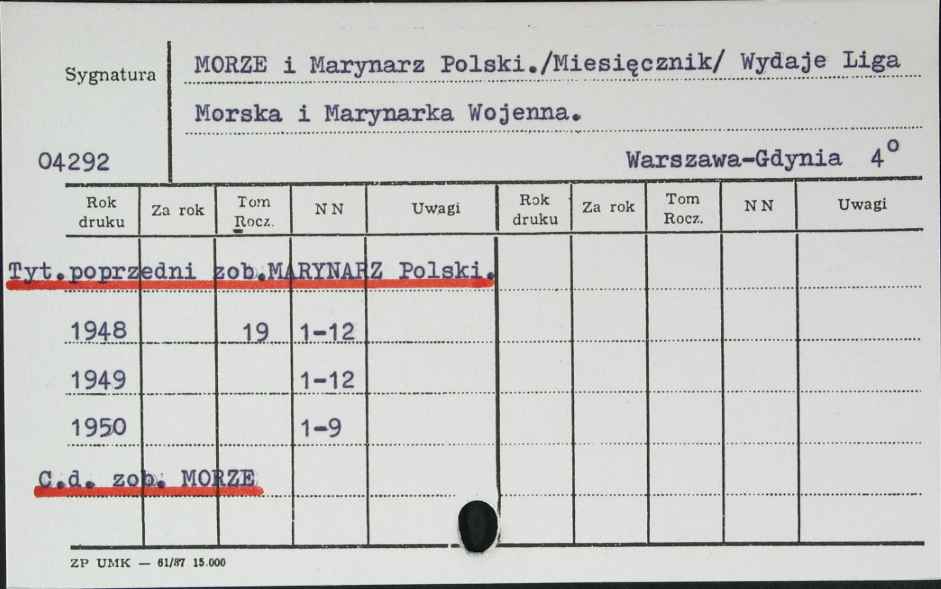 Sygnatura
MORZE i Marynarz Polski./Miesięcznik/ Wydaje Liga
Morska i Marynarka Wojenna.
04292
Warszawa-Gdynia 4°
Rok druku Za rok Tom Rocz. NN Uwagi Rok druku Za rok Tom Rocz. NN Uwagi
Tyt.poprzedni zob.MARYNARZ Polski.
1948 19 1-12
1949 1-12
1950 1-9
C.d. zob. MORZE
ZP UMK — 61/87 15.000